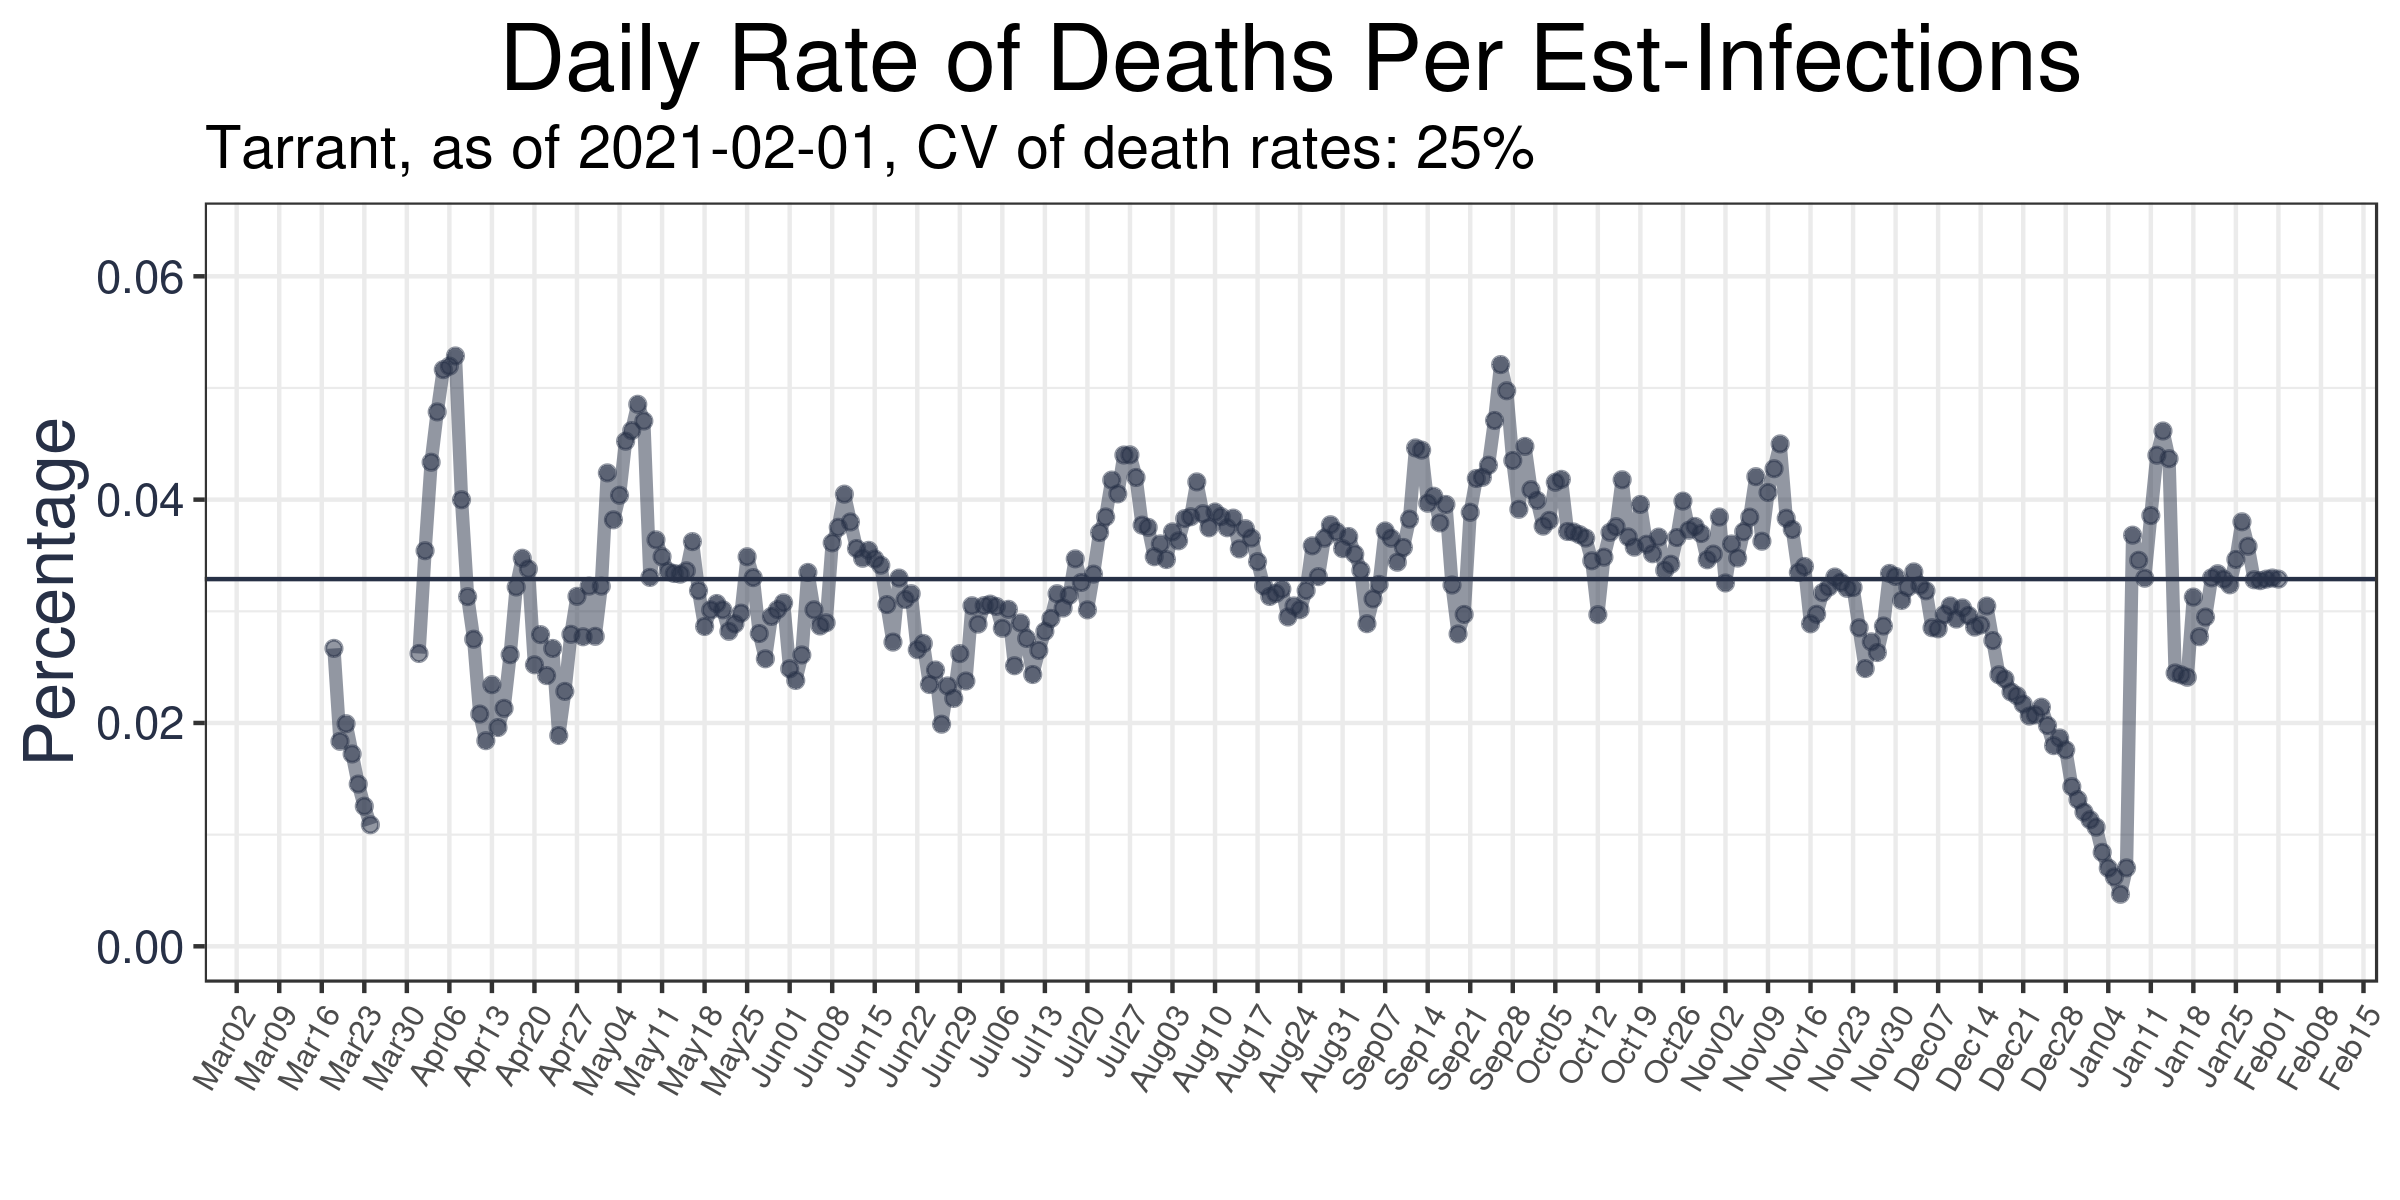 Daily Rate of Deaths Per Est-Infections
Tarrant, as of 2021-02-01, CV of death rates: 25%
Percentage
0.06
0.04
0.02
0.00
Mar02
Mar09
Mar16
Mar23
Mar30
Apr06
Apr13
Apr20
Apr27
May04
May11
May18
May25
Jun01
Jun08
Jun15
Jun22
Jun29
Jul06
Jul13
Jul20
Jul27
Aug03
Aug10
Aug17
Aug24
Aug31
Sep07
Sep14
Sep21
Sep28
Oct05
Oct12
Oct19
Oct26
Nov02
Nov09
Nov16
Nov23
Nov30
Dec07
Dec14
Dec21
Dec28
Jan04
Jan11
Jan18
Jan25
Feb01
Feb08
Feb15